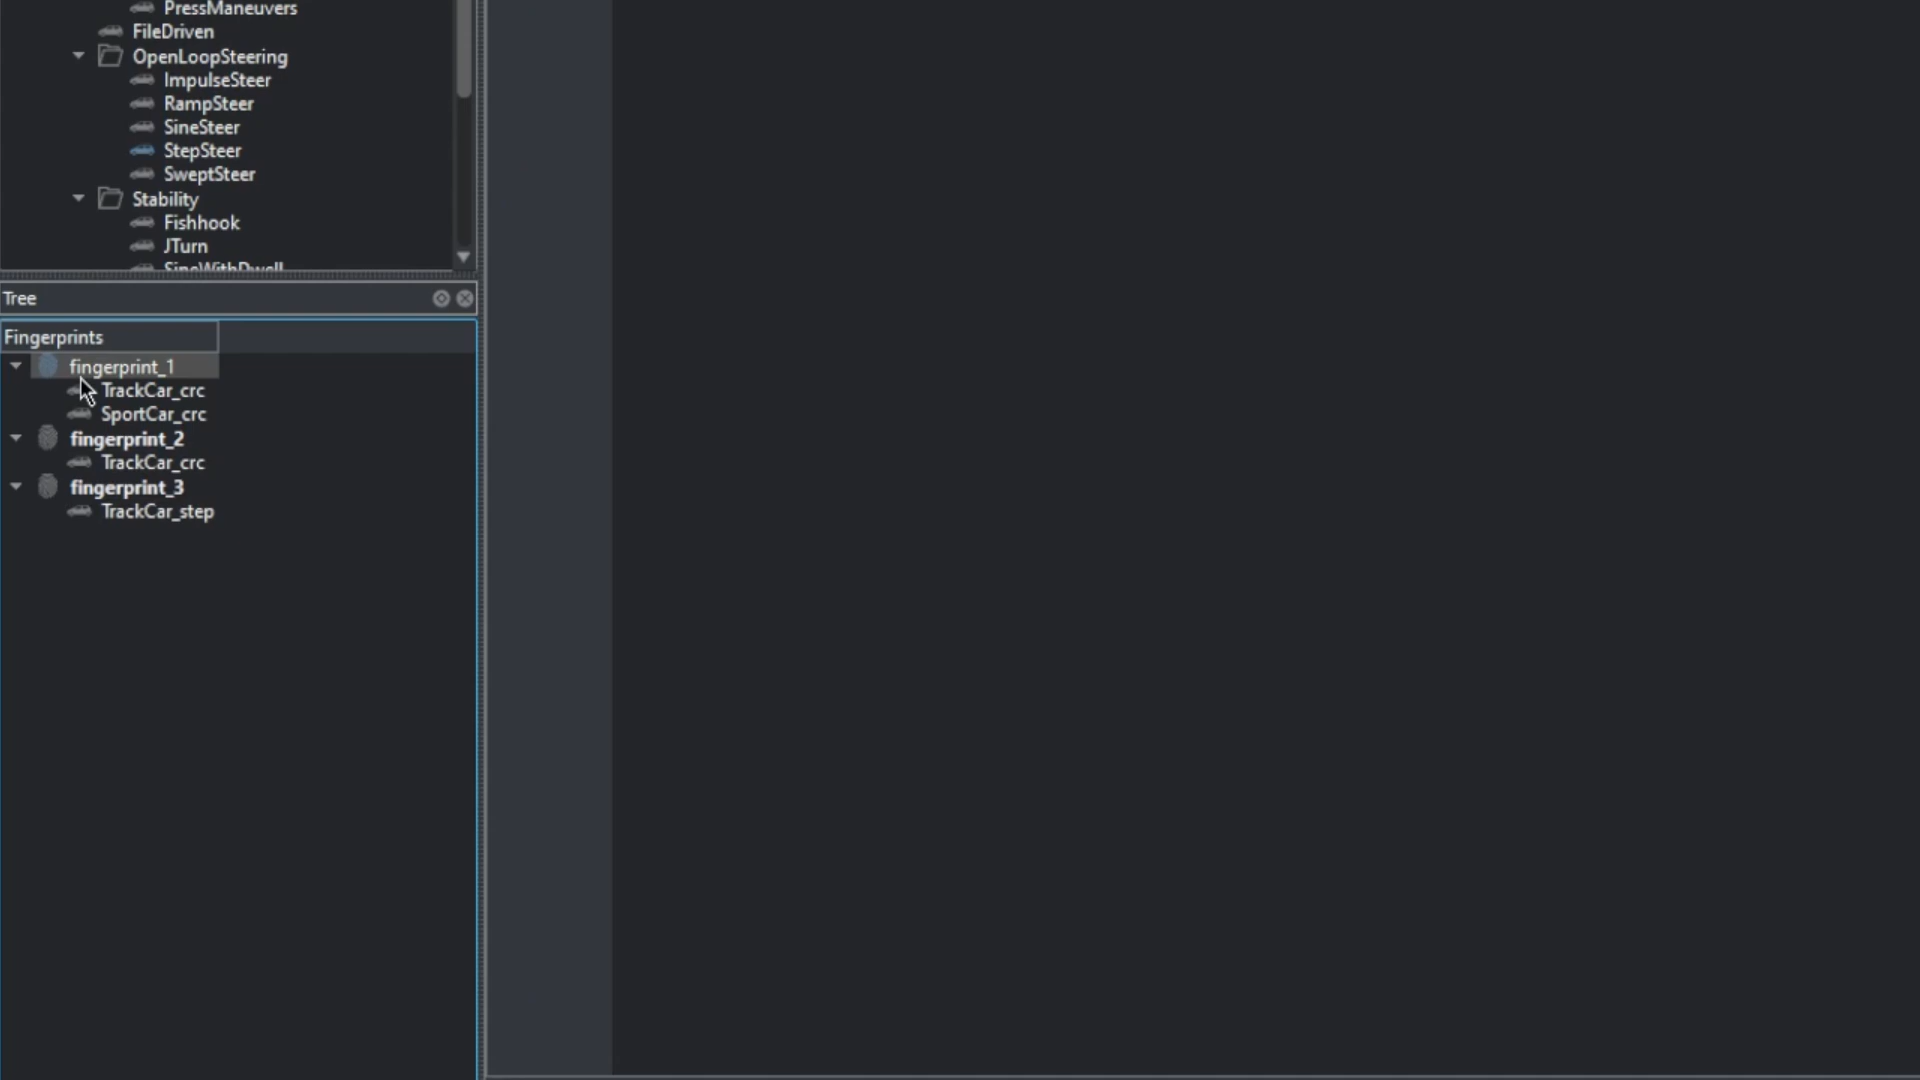 PressManeuvers
FileDriven
OpenLoopSteering
ImpulseSteer
RampSteer
SineSteer
StepSteer
SweptSteer
Stability
Fishhook
JTurn
SineWithDwell
Tree
Fingerprints
fingerprint_1
TrackCar_crc
SportCar_crc
fingerprint_2
TrackCar_crc
fingerprint_3
TrackCar_step